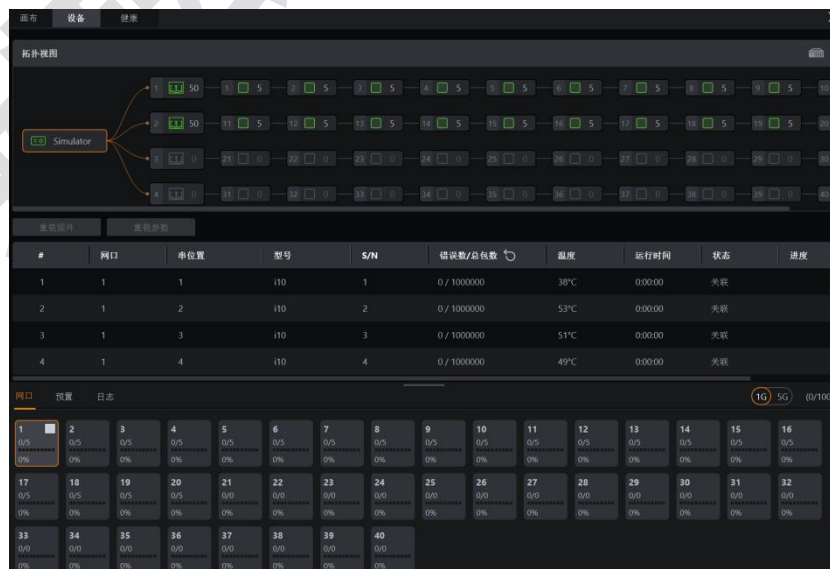 画布 设备 健康
拓扑视图
1 50 1 5 2 5 3 5 4 5 5 5 6 5 7 5 8 5 9 5 10
2 50 11 5 12 5 13 5 14 5 15 5 16 5 17 5 18 5 19 5 20
Simulator
3 0 21 0 22 0 23 0 24 0 25 0 26 0 27 0 28 0 29 0 30
4 0 31 0 32 0 33 0 34 0 35 0 36 0 37 0 38 0 39 0 40
重载固件 重载参数
# 网口 串位置 型号 S/N 错误数/总包数 温度 运行时间 状态 进度
1 1 1 i10 1 0 / 1000000 38°C 0:00:00 关联
2 1 2 i10 2 0 / 1000000 53°C 0:00:00 关联
3 1 3 i10 3 0 / 1000000 51°C 0:00:00 关联
4 1 4 i10 4 0 / 1000000 49°C 0:00:00 关联
网口 预置 日志 1G 5G (0/100
1 2 3 4 5 6 7 8 9 10 11 12 13 14 15 16
0/5 0/5 0/5 0/5 0/5 0/5 0/5 0/5 0/5 0/5 0/5 0/5 0/5 0/5 0/5 0/5
0% 0% 0% 0% 0% 0% 0% 0% 0% 0% 0% 0% 0% 0% 0% 0%
17 18 19 20 21 22 23 24 25 26 27 28 29 30 31 32
0/5 0/5 0/5 0/5 0/0 0/0 0/0 0/0 0/0 0/0 0/0 0/0 0/0 0/0 0/0 0/0
0% 0% 0% 0% 0% 0% 0% 0% 0% 0% 0% 0% 0% 0% 0% 0%
33 34 35 36 37 38 39 40
0/0 0/0 0/0 0/0 0/0 0/0 0/0 0/0
0% 0% 0% 0% 0% 0% 0% 0%